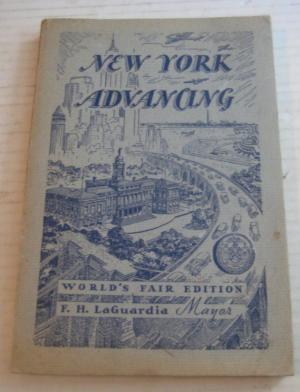 NEW YORK
ADVANCING
WORLD'S FAIR EDITION
F. H. LaGuardia Mayor